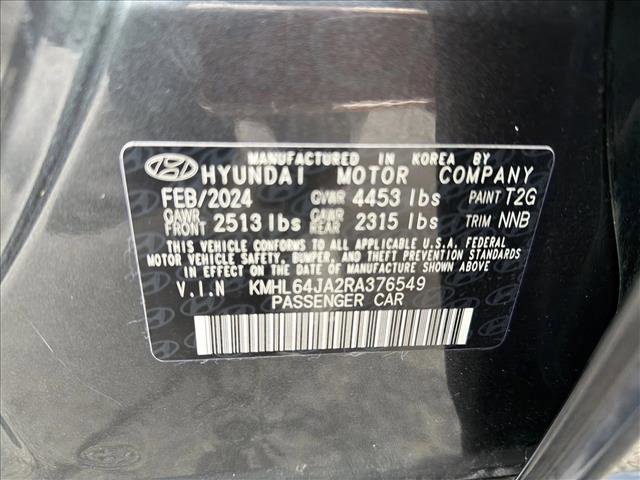 MANUFACTURED IN KOREA BY
HYUNDAI MOTOR COMPANY
FEB/2024 GVWR 4453 lbs PAINT T2G
GAWR FRONT 2513 lbs GAWR REAR 2315 lbs TRIM NNB
THIS VEHICLE CONFORMS TO ALL APPLICABLE U.S.A. FEDERAL
MOTOR VEHICLE SAFETY, BUMPER, AND THEFT PREVENTION STANDARDS
IN EFFECT ON THE DATE OF MANUFACTURE SHOWN ABOVE.
V.I.N KMHL64JA2RA376549
PASSENGER CAR